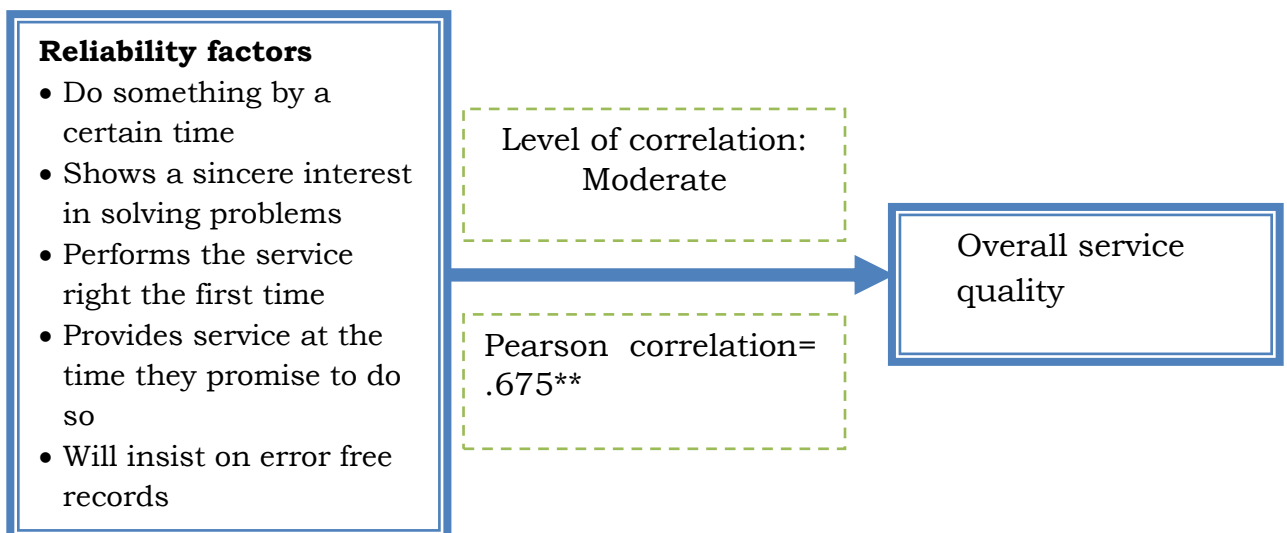 Reliability factors
• Do something by a
certain time
• Shows a sincere interest
in solving problems
• Performs the service
right the first time
• Provides service at the
time they promise to do
so
• Will insist on error free
records
Level of correlation:
Moderate
Pearson correlation=
.675**
Overall service
quality